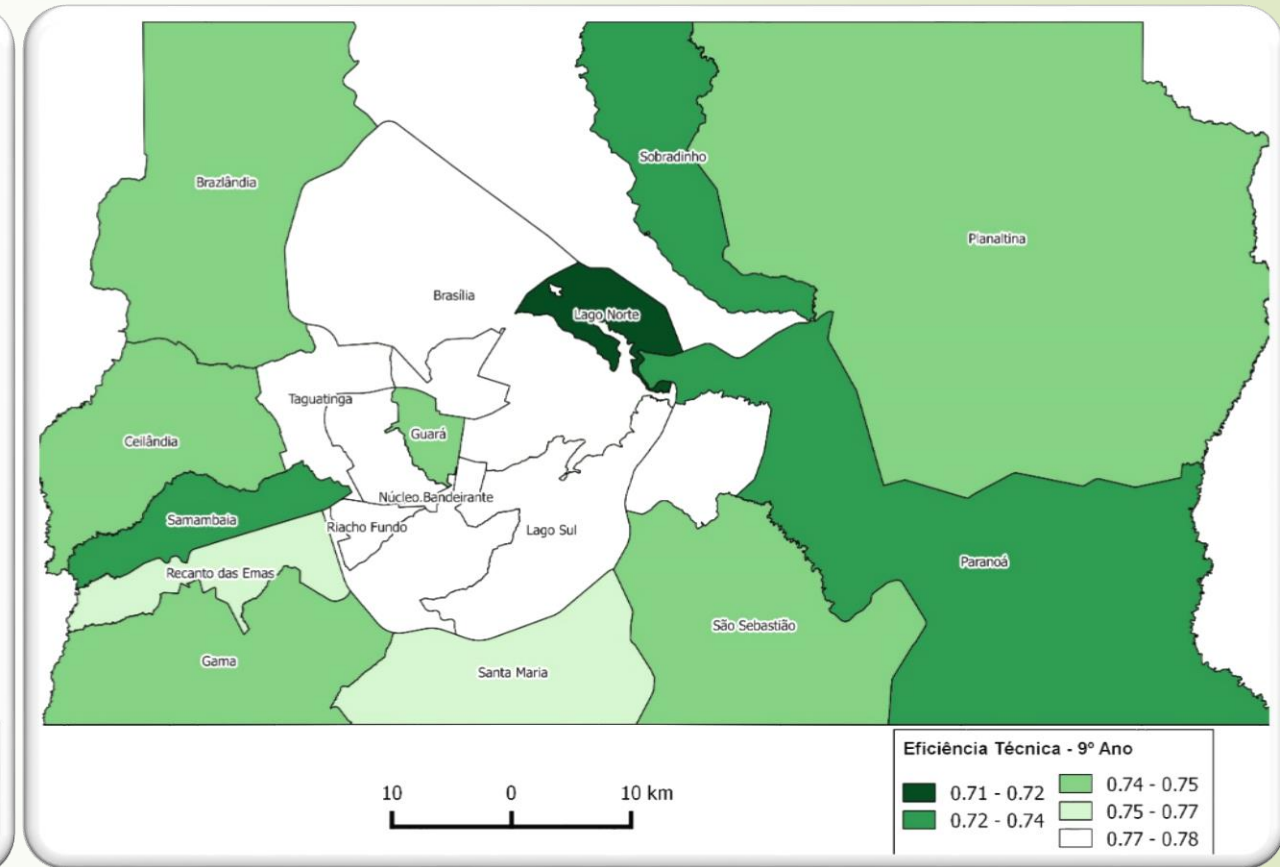 Sobradinho
Brazlândia
Planaltina
Brasília
Lago Norte
Taguatinga
Guará
Ceilândia
Núcleo Bandeirante
Samambaia
Riacho Fundo
Lago Sul
Recanto das Emas
Paranoá
São Sebastião
Gama
Santa Maria
Eficiência Técnica - 9º Ano
0.71 - 0.72
0.72 - 0.74
0.74 - 0.75
0.75 - 0.77
0.77 - 0.78
10 0 10 km